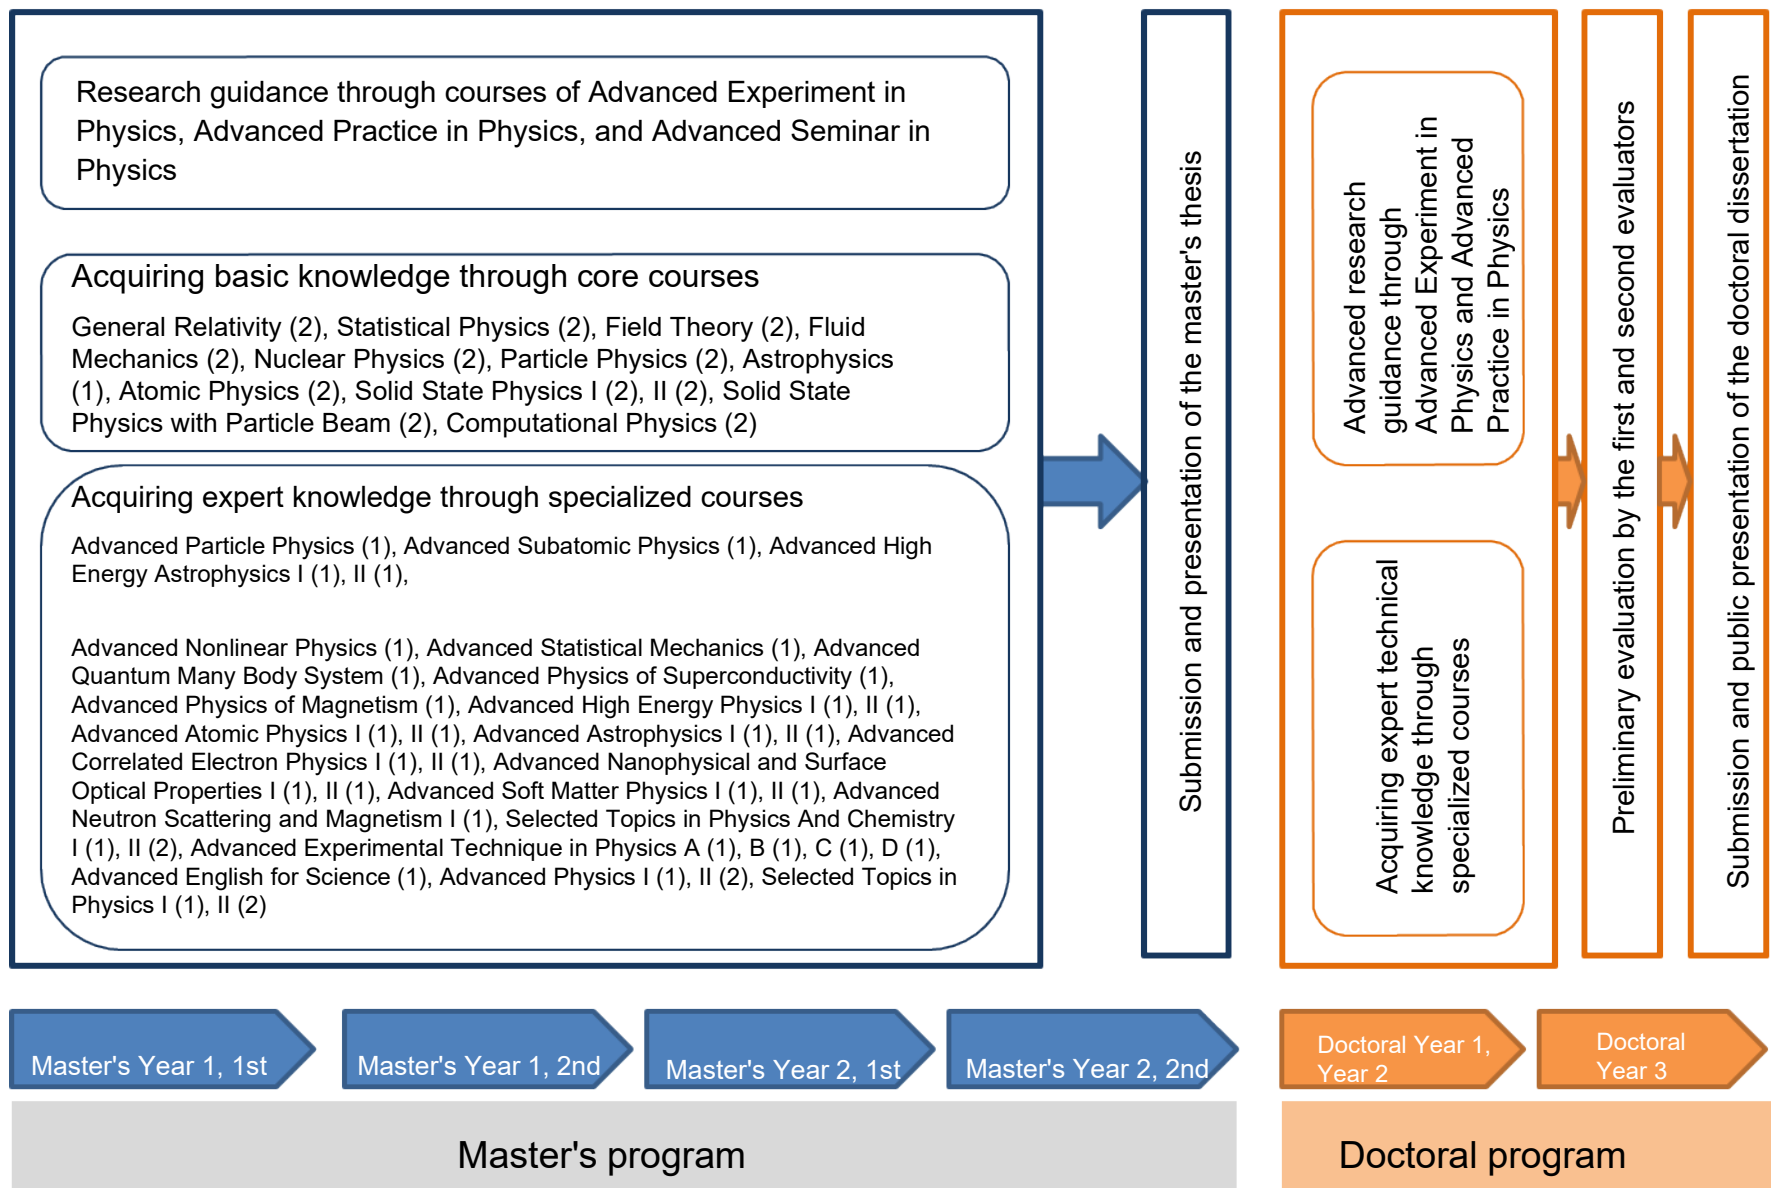 Research guidance through courses of Advanced Experiment in
Physics, Advanced Practice in Physics, and Advanced Seminar in
Physics
Acquiring basic knowledge through core courses
General Relativity (2), Statistical Physics (2), Field Theory (2), Fluid
Mechanics (2), Nuclear Physics (2), Particle Physics (2), Astrophysics
(1), Atomic Physics (2), Solid State Physics I (2), II (2), Solid State
Physics with Particle Beam (2), Computational Physics (2)
Acquiring expert knowledge through specialized courses
Advanced Particle Physics (1), Advanced Subatomic Physics (1), Advanced High
Energy Astrophysics I (1), II (1),
Advanced Nonlinear Physics (1), Advanced Statistical Mechanics (1), Advanced
Quantum Many Body System (1), Advanced Physics of Superconductivity (1),
Advanced Physics of Magnetism (1), Advanced High Energy Physics I (1), II (1),
Advanced Atomic Physics I (1), II (1), Advanced Astrophysics I (1), II (1), Advanced
Correlated Electron Physics I (1), II (1), Advanced Nanophysical and Surface
Optical Properties I (1), II (1), Advanced Soft Matter Physics I (1), II (1), Advanced
Neutron Scattering and Magnetism I (1), Selected Topics in Physics And Chemistry
I (1), II (2), Advanced Experimental Technique in Physics A (1), B (1), C (1), D (1),
Advanced English for Science (1), Advanced Physics I (1), II (2), Selected Topics in
Physics I (1), II (2)
Submission and presentation of the master's thesis
Advanced research
guidance through
Advanced Experiment in
Physics and Advanced
Practice in Physics
Acquiring expert technical
knowledge through
specialized courses
Preliminary evaluation by the first and second evaluators
Submission and public presentation of the doctoral dissertation
Master's Year 1, 1st
Master's Year 1, 2nd
Master's Year 2, 1st
Master's Year 2, 2nd
Doctoral Year 1,
Year 2
Doctoral
Year 3
Master's program
Doctoral program